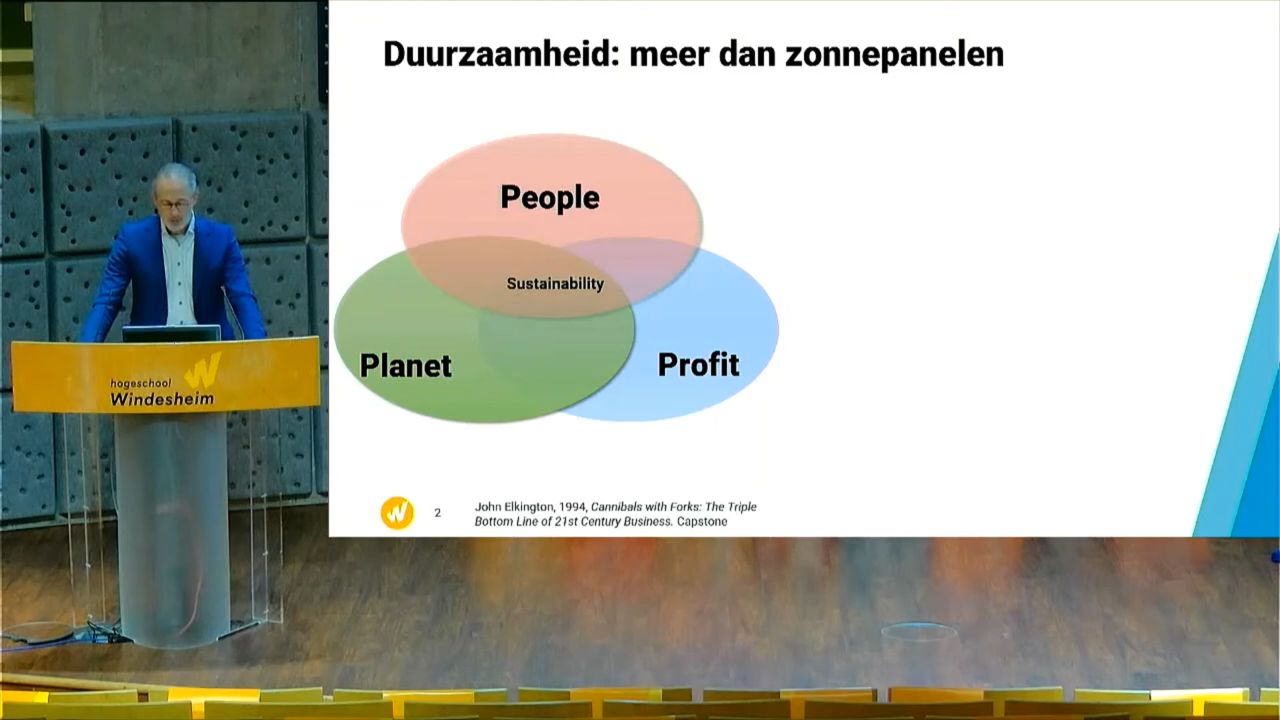 Duurzaamheid: meer dan zonnepanelen
People
Sustainability
Planet
Profit
hogeschool
Windesheim
2
John Elkington, 1994, Cannibals with Forks: The Triple
Bottom Line of 21st Century Business. Capstone